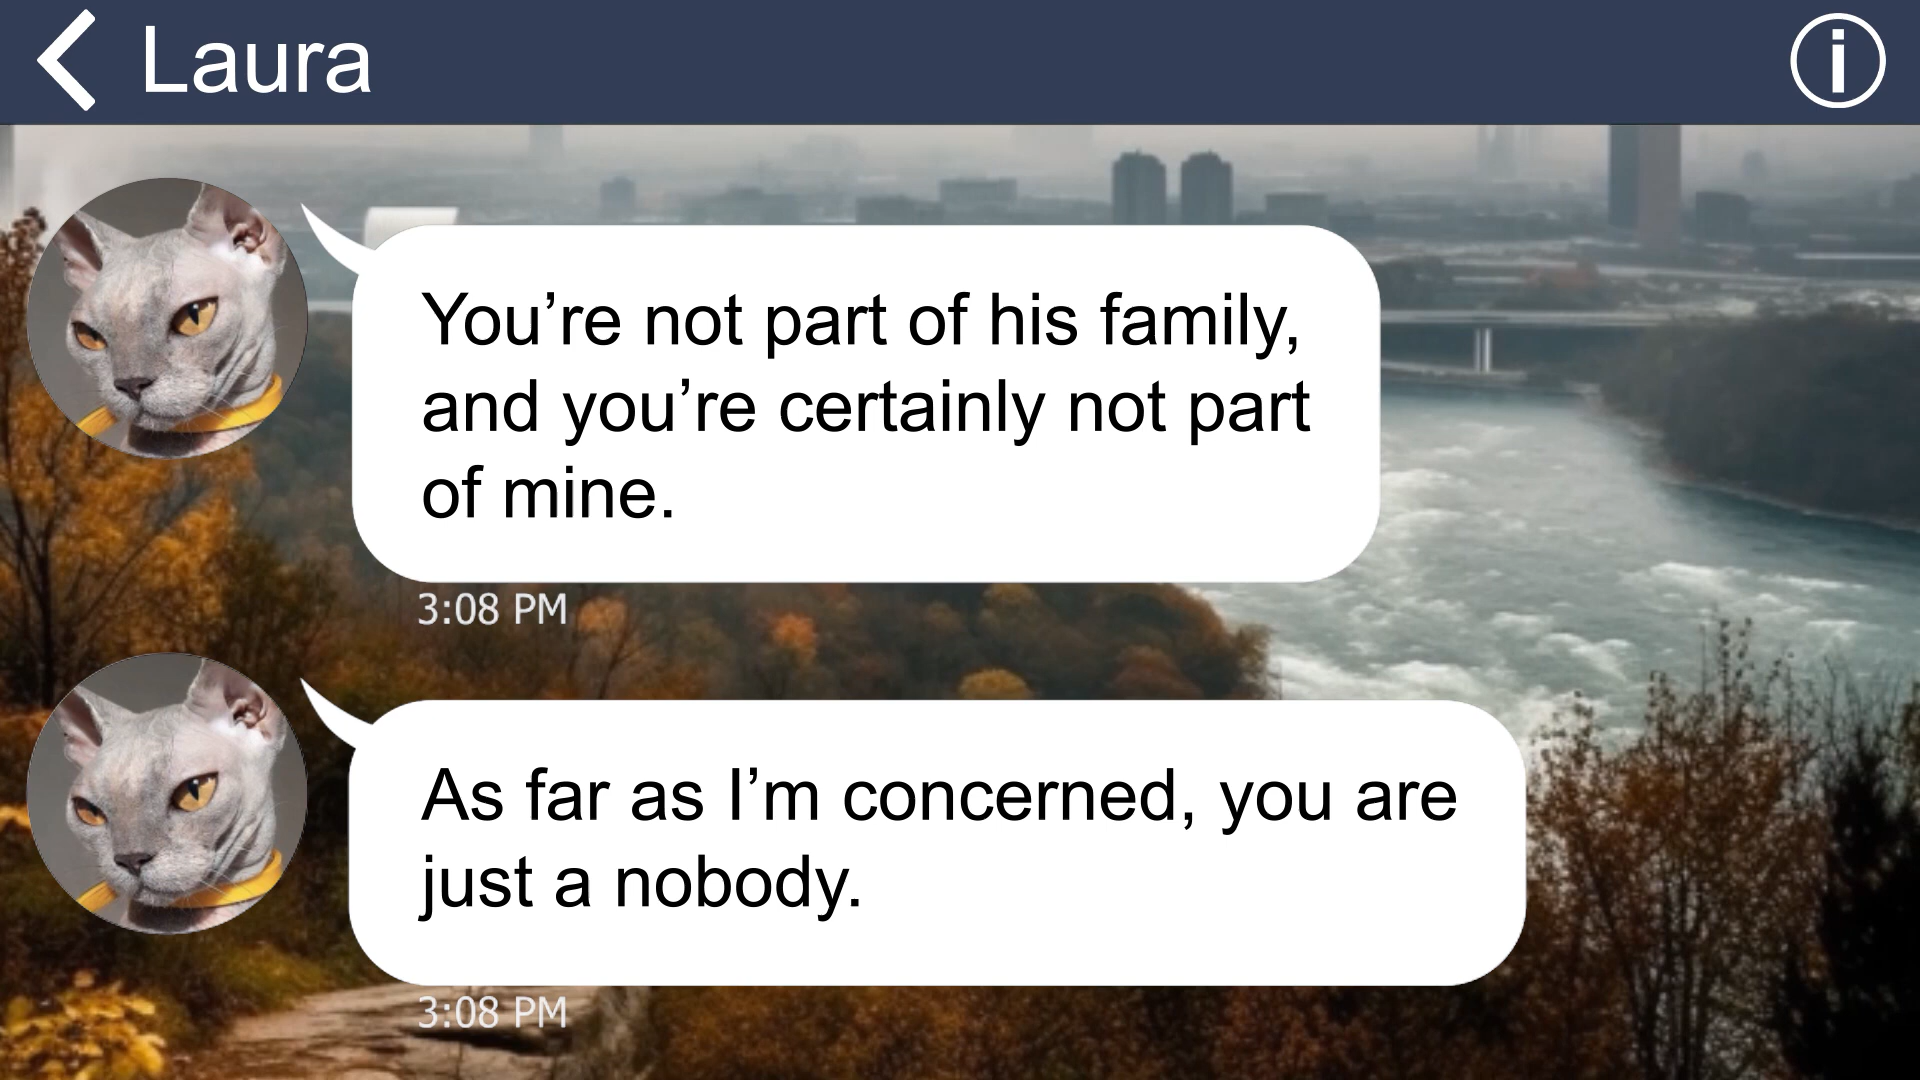 Laura
You’re not part of his family,
and you’re certainly not part
of mine.
3:08 PM
As far as I’m concerned, you are
just a nobody.
3:08 PM